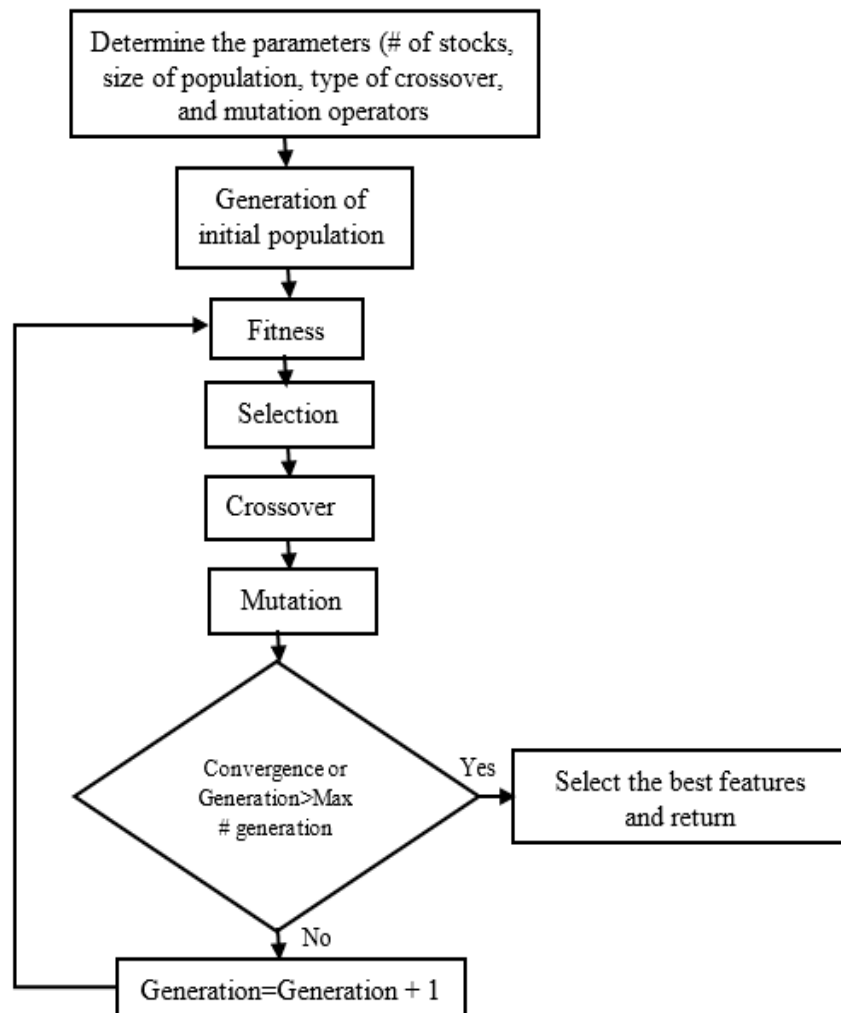 Determine the parameters (# of stocks,
size of population, type of crossover,
and mutation operators
Generation of
initial population
Fitness
Selection
Crossover
Mutation
Convergence or
Generation>Max
# generation
Yes
Select the best features
and return
No
Generation=Generation + 1